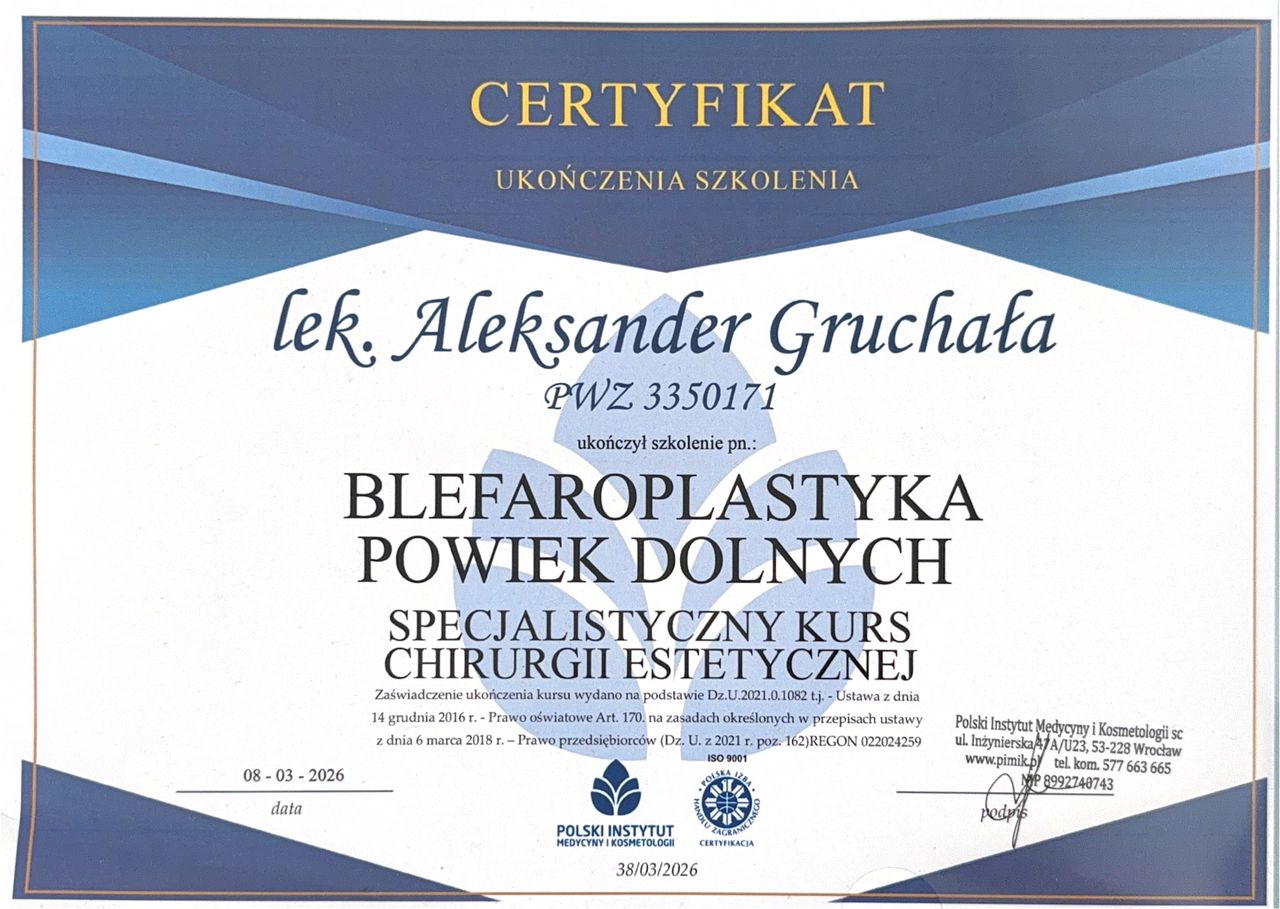 CERTYFIKAT
UKOŃCZENIA SZKOLENIA
lek. Aleksander Gruchała
PWZ 3350171
ukończył szkolenie pn.:
BLEFAROPLASTYKA
POWIEK DOLNYCH
SPECJALISTYCZNY KURS
CHIRURGII ESTETYCZNEJ
Zaświadczenie ukończenia kursu wydano na podstawie Dz.U.2021.0.1082 t.j. - Ustawa z dnia
14 grudnia 2016 r. - Prawo oświatowe Art. 170. na zasadach określonych w przepisach ustawy
z dnia 6 marca 2018 r. – Prawo przedsiębiorców (Dz. U. z 2021 r. poz. 162)REGON 022024259
08 - 03 - 2026
data
POLSKI INSTYTUT
MEDYCYNY I KOSMETOLOGII
ISO 9001
POLSKA IZBA
HANDLU ZAGRANICZNEGO
CERTYFIKACJA
38/03/2026
Polski Instytut Medycyny i Kosmetologii sc
ul. Inżynierska 47 A/U23, 53-228 Wrocław
www.pimik.pl tel. kom. 577 663 665
NIP 8992740743
podpis